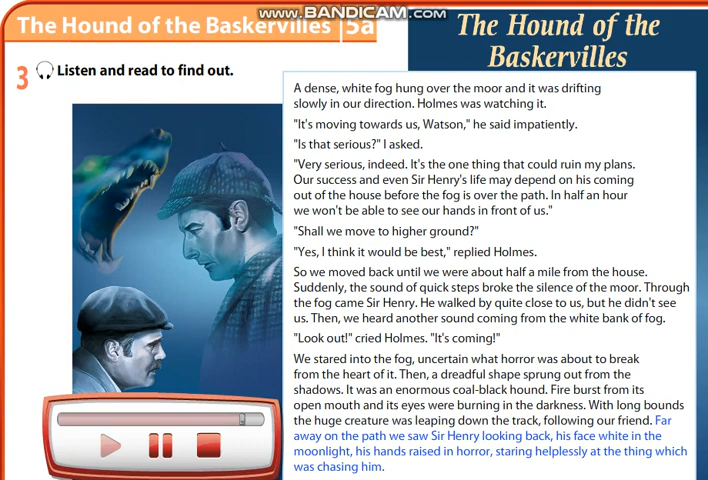 www.BANDICAM.com
The Hound of the Baskervilles 5a
The Hound of the
Baskervilles
3 Listen and read to find out.
A dense, white fog hung over the moor and it was drifting
slowly in our direction. Holmes was watching it.
"It's moving towards us, Watson," he said impatiently.
"Is that serious?" I asked.
"Very serious, indeed. It's the one thing that could ruin my plans.
Our success and even Sir Henry's life may depend on his coming
out of the house before the fog is over the path. In half an hour
we won't be able to see our hands in front of us."
"Shall we move to higher ground?"
"Yes, I think it would be best," replied Holmes.
So we moved back until we were about half a mile from the house.
Suddenly, the sound of quick steps broke the silence of the moor. Through
the fog came Sir Henry. He walked by quite close to us, but he didn't see
us. Then, we heard another sound coming from the white bank of fog.
"Look out!" cried Holmes. "It's coming!"
We stared into the fog, uncertain what horror was about to break
from the heart of it. Then, a dreadful shape sprung out from the
shadows. It was an enormous coal-black hound. Fire burst from its
open mouth and its eyes were burning in the darkness. With long bounds
the huge creature was leaping down the track, following our friend. Far
away on the path we saw Sir Henry looking back, his face white in the
moonlight, his hands raised in horror, staring helplessly at the thing which
was chasing him.